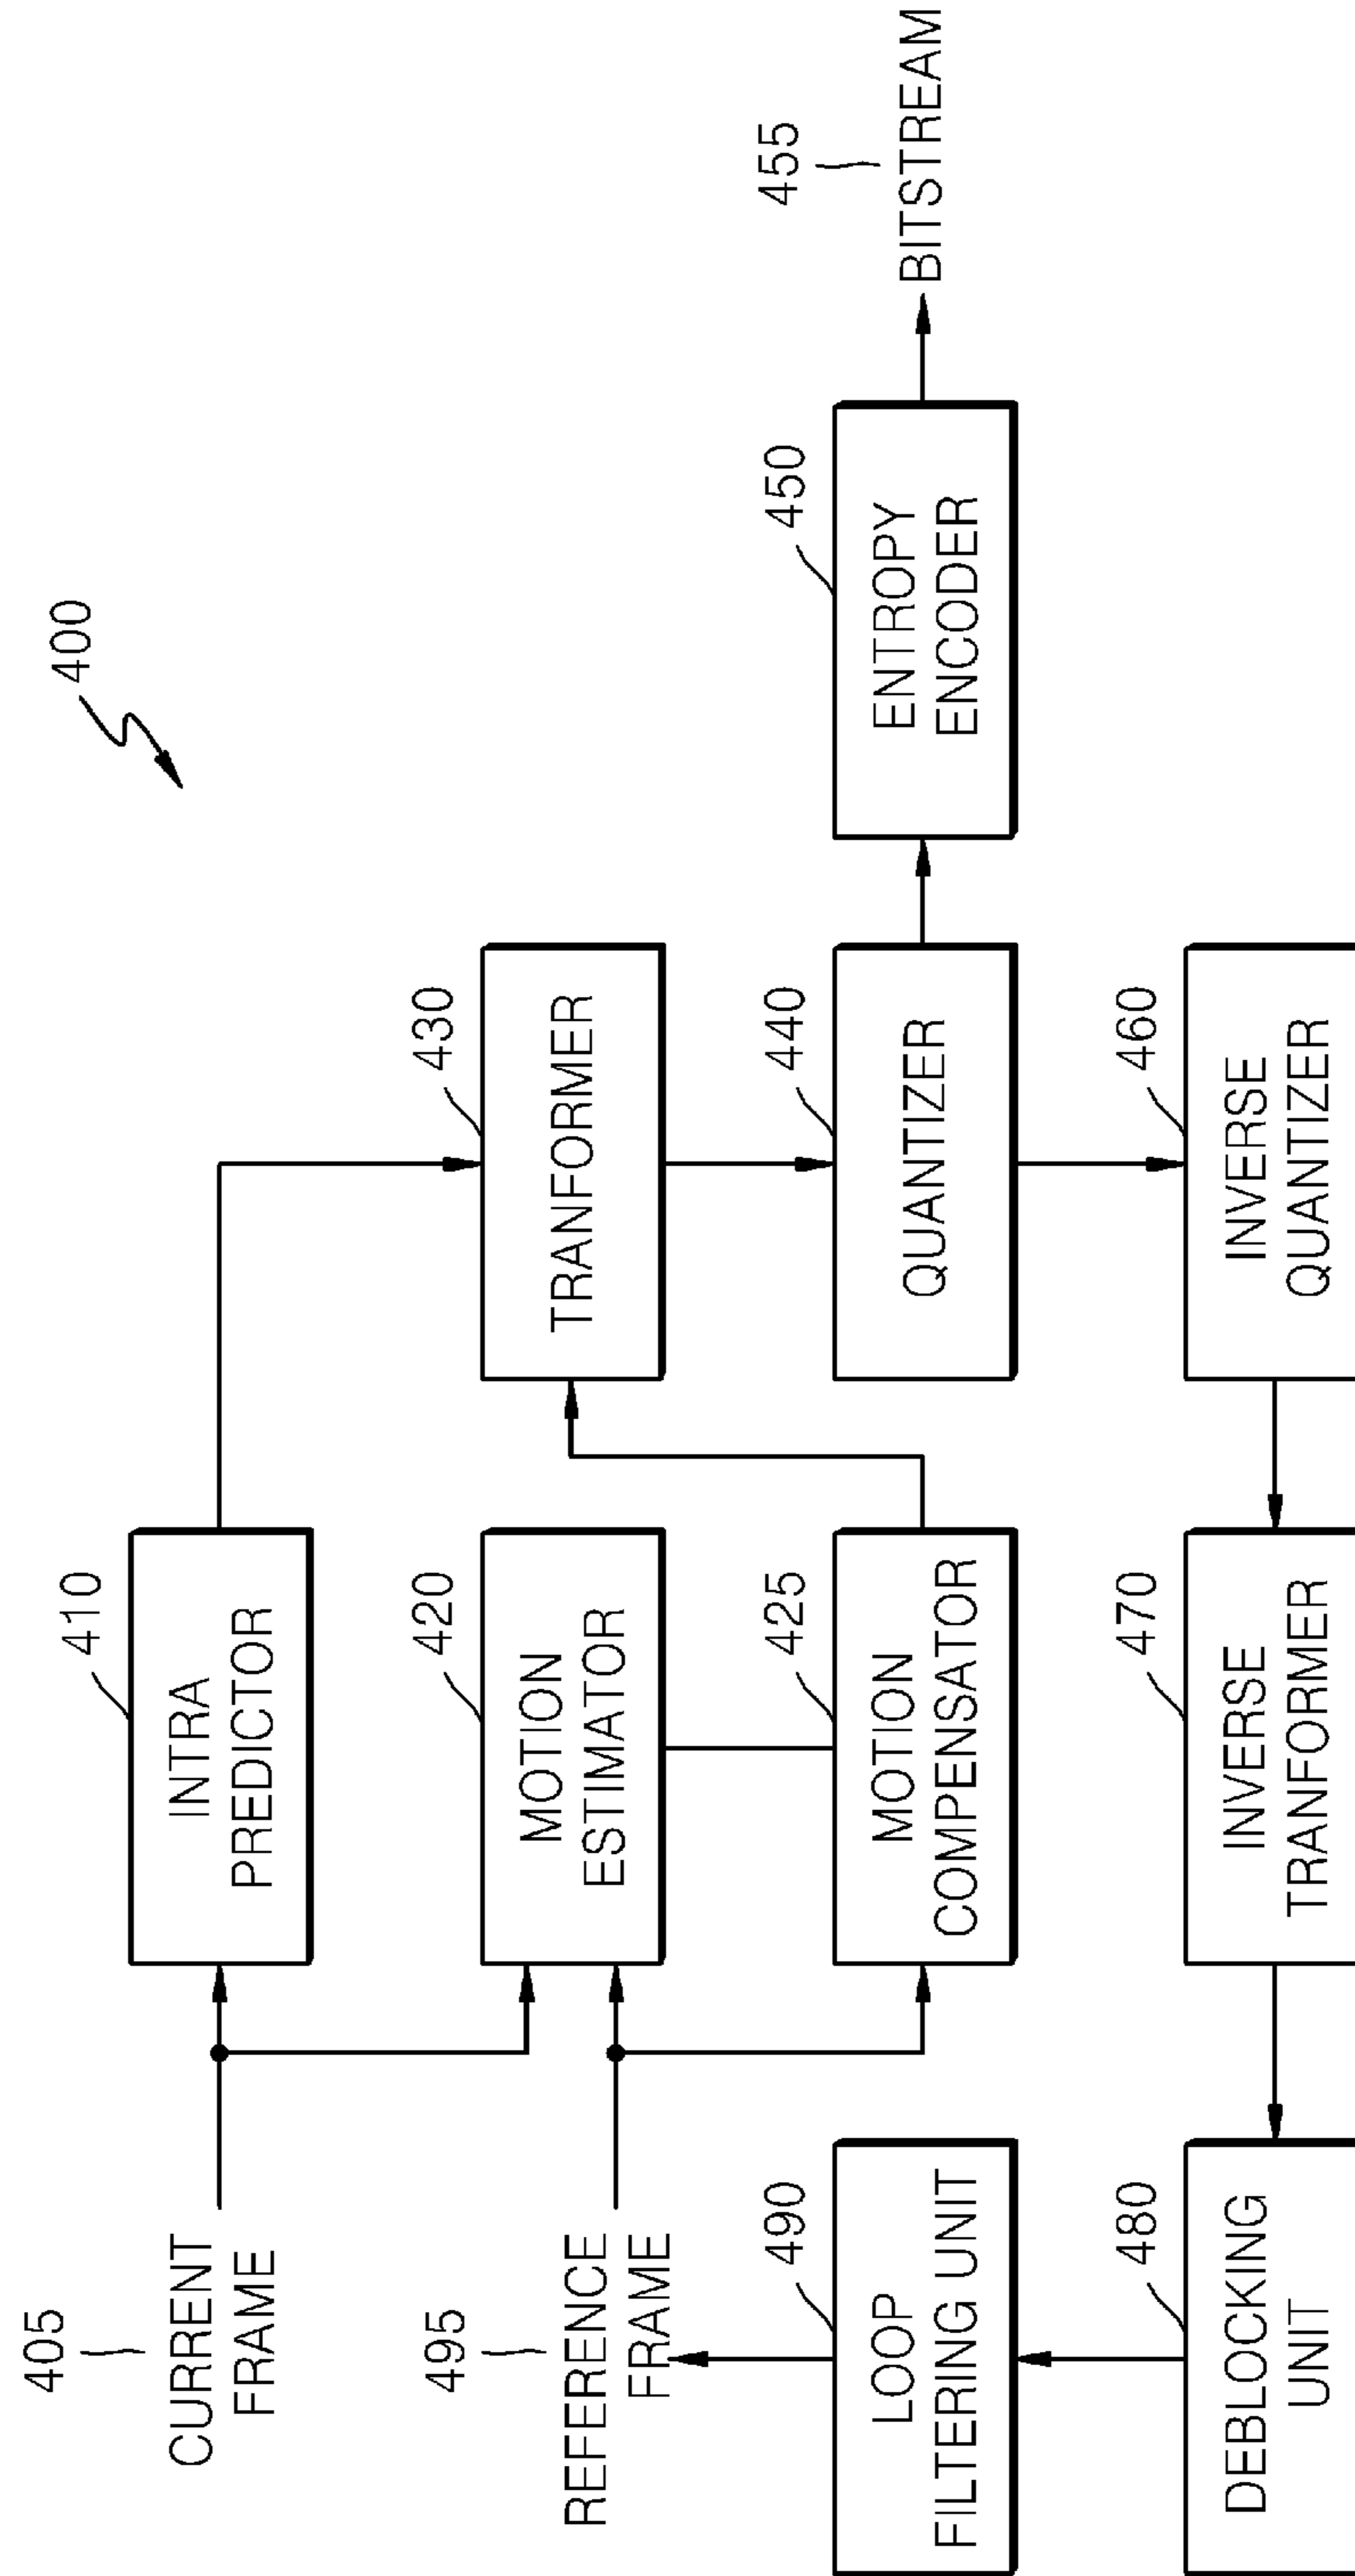 400
405
CURRENT
FRAME
410
INTRA
PREDICTOR
495
REFERENCE
FRAME
420
MOTION
ESTIMATOR
430
TRANFORMER
490
LOOP
FILTERING UNIT
425
MOTION
COMPENSATOR
440
QUANTIZER
450
ENTROPY
ENCODER
455
BITSTREAM
480
DEBLOCKING
UNIT
470
INVERSE
TRANFORMER
460
INVERSE
QUANTIZER